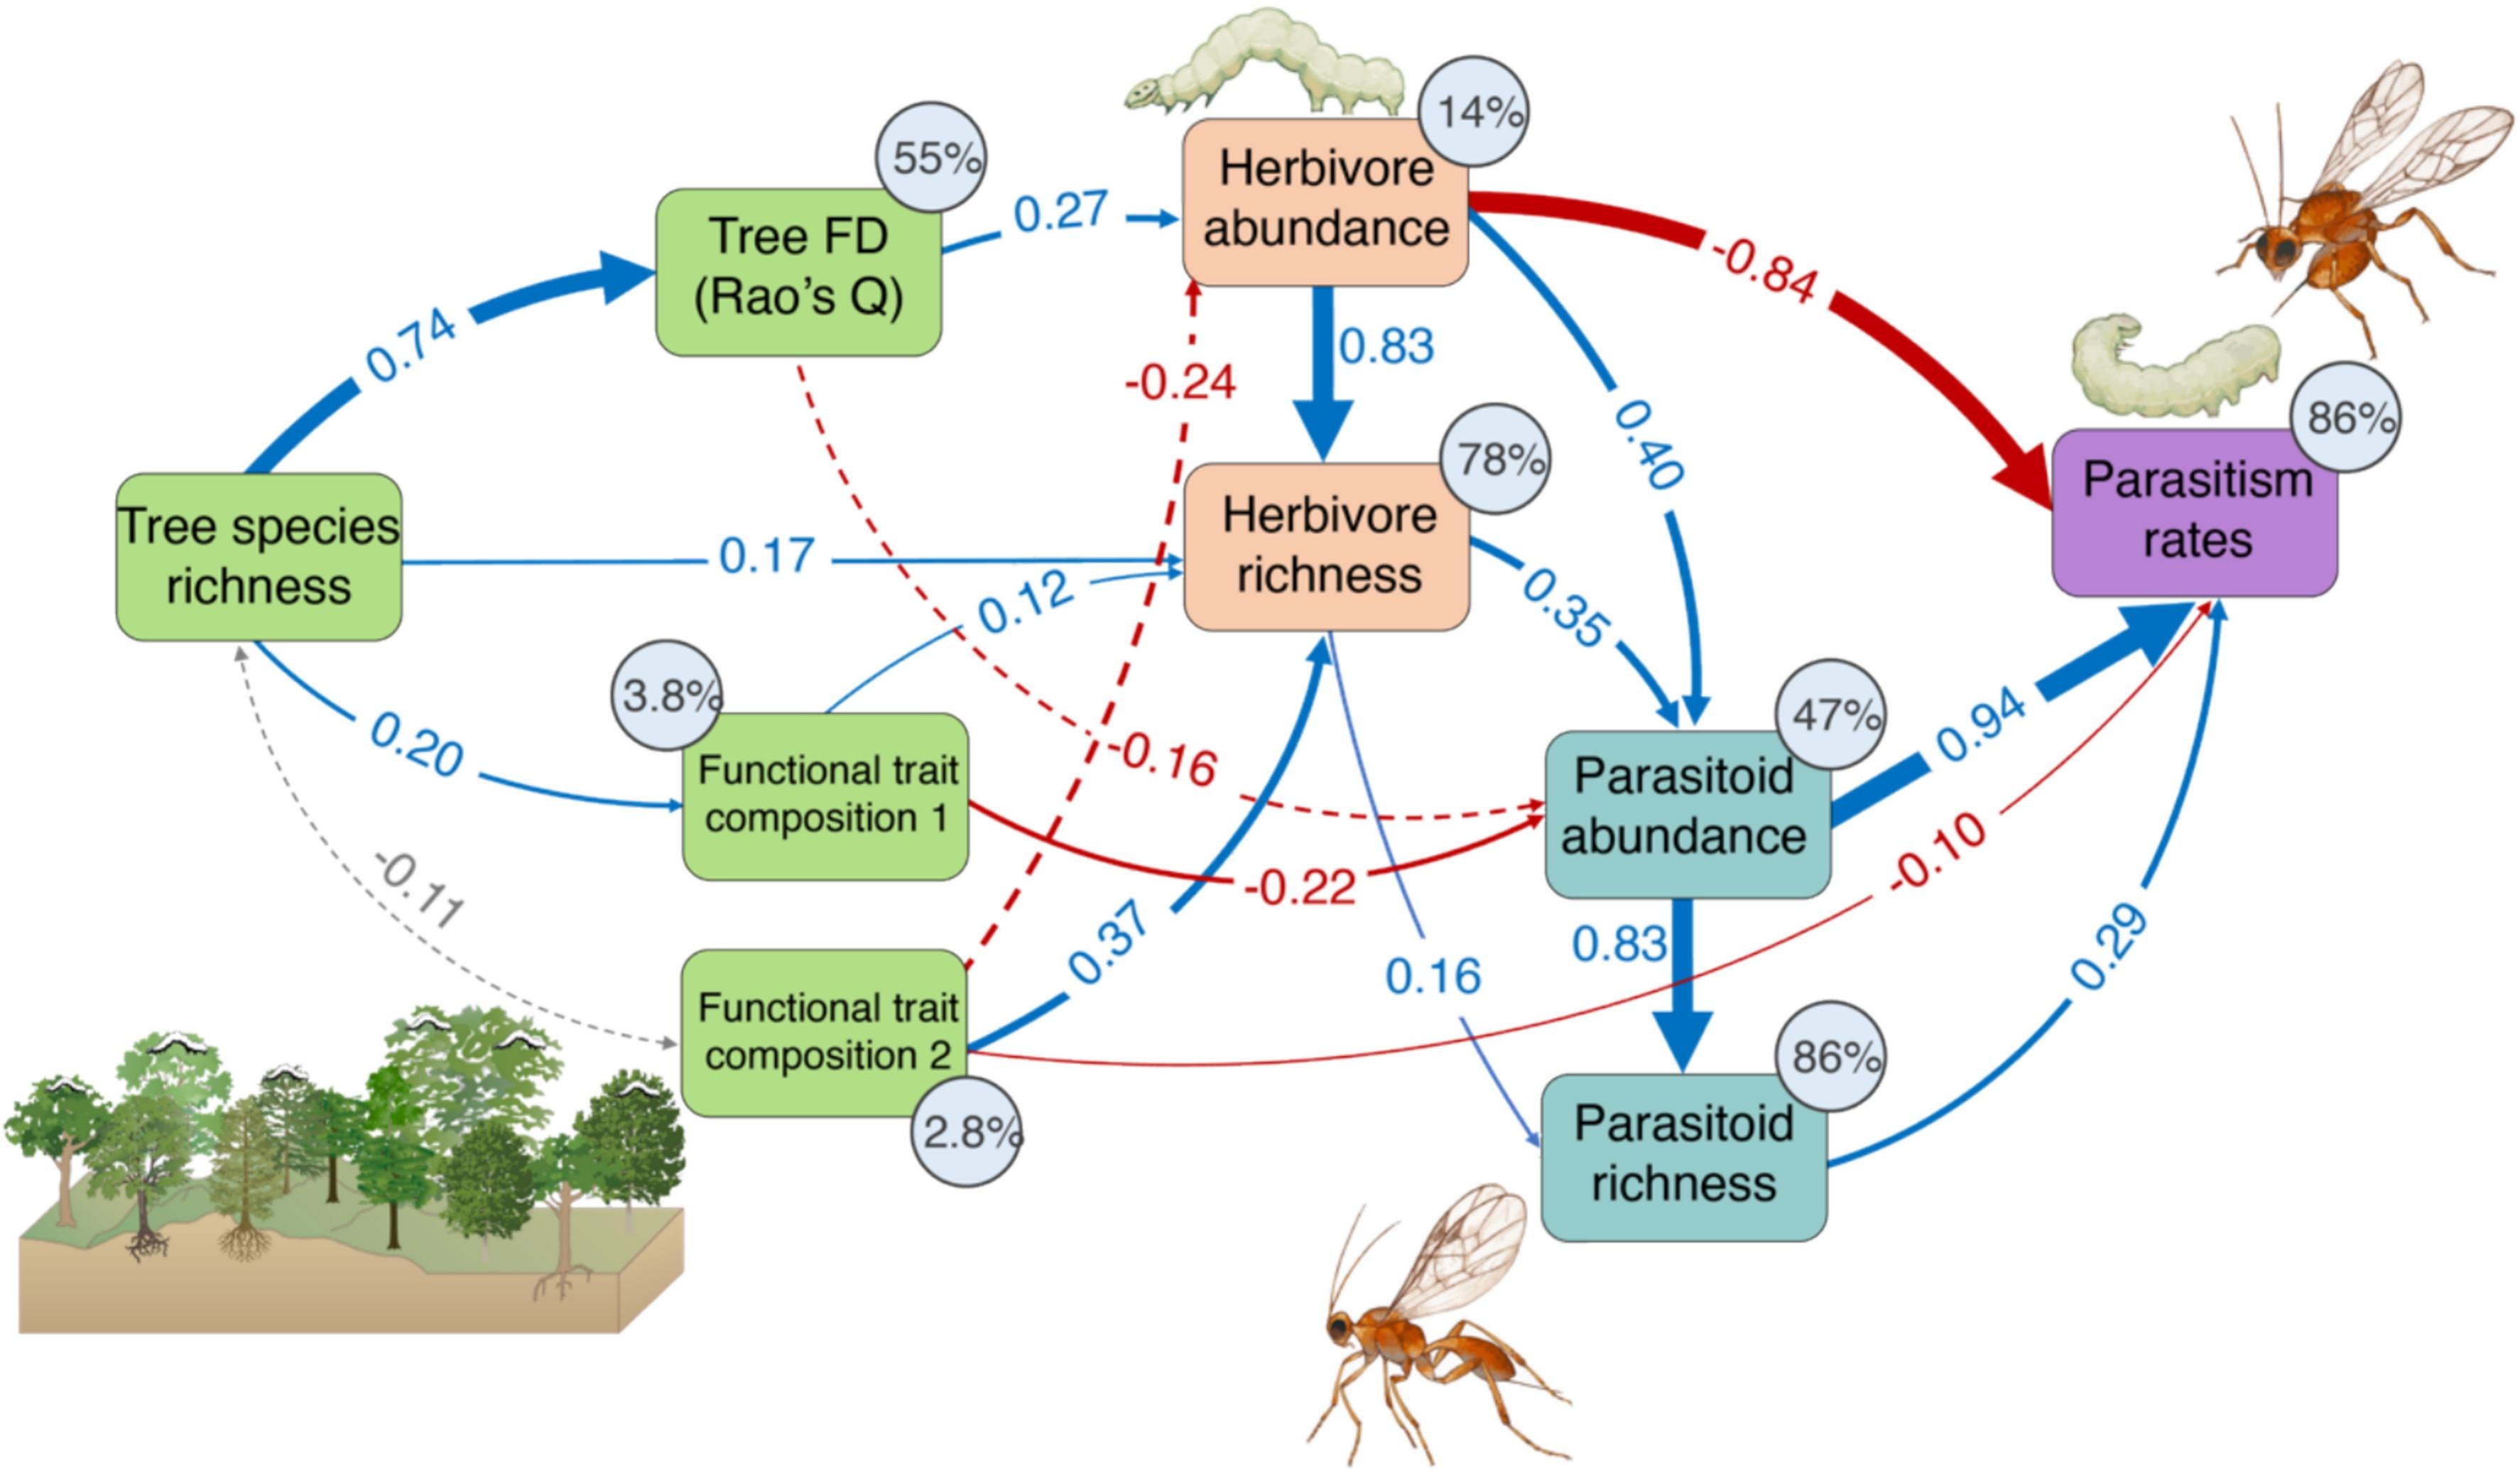 14%
Herbivore
abundance
55%
Tree FD
(Rao's Q)
0.27
-0.84
0.74
0.83
-0.24
0.40
86%
Parasitism
rates
78%
Herbivore
richness
Tree species
richness
0.17
0.12
0.35
3.8%
0.20
Functional trait
composition 1
-0.16
-0.22
47%
Parasitoid
abundance
0.94
-0.10
-0.11
0.37
0.16
0.83
0.29
Functional trait
composition 2
2.8%
86%
Parasitoid
richness